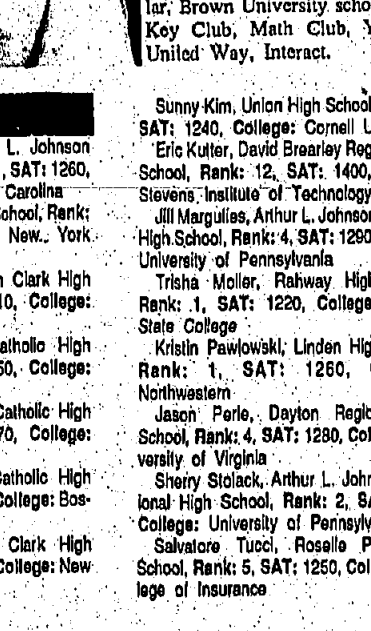 lar, Brown University scho
Key Club, Math Club, Y
United Way, Interact.
L. Johnson
, SAT: 1260,
Carolina
School, Rank:
New York
n Clark High
10, College:
atholic High
50, College:
Catholic High
70, College:
Catholic High
College: Bos-
Clark High
College: New
Sunny Kim, Union High School
SAT: 1240, College: Cornell U
Eric Kutter, David Brearley Reg
School, Rank: 12, SAT: 1400,
Stevens Institute of Technology
Jill Margulies, Arthur L. Johnson
High School, Rank: 4, SAT: 1290
University of Pennsylvania
Trisha Moller, Rahway High
Rank: 1, SAT: 1220, College
State College
Kristin Pawlowski, Linden Hig
Rank: 1, SAT: 1260,
Northwestern
Jason Perle, Dayton Regio
School, Rank: 4, SAT: 1280, Col
versity of Virginia
Sherry Stolack, Arthur L. John
ional High School, Rank: 2, SA
College: University of Pennsylv
Salvatore Tucci, Roselle P
School, Rank: 5, SAT: 1250, Col
lege of Insurance